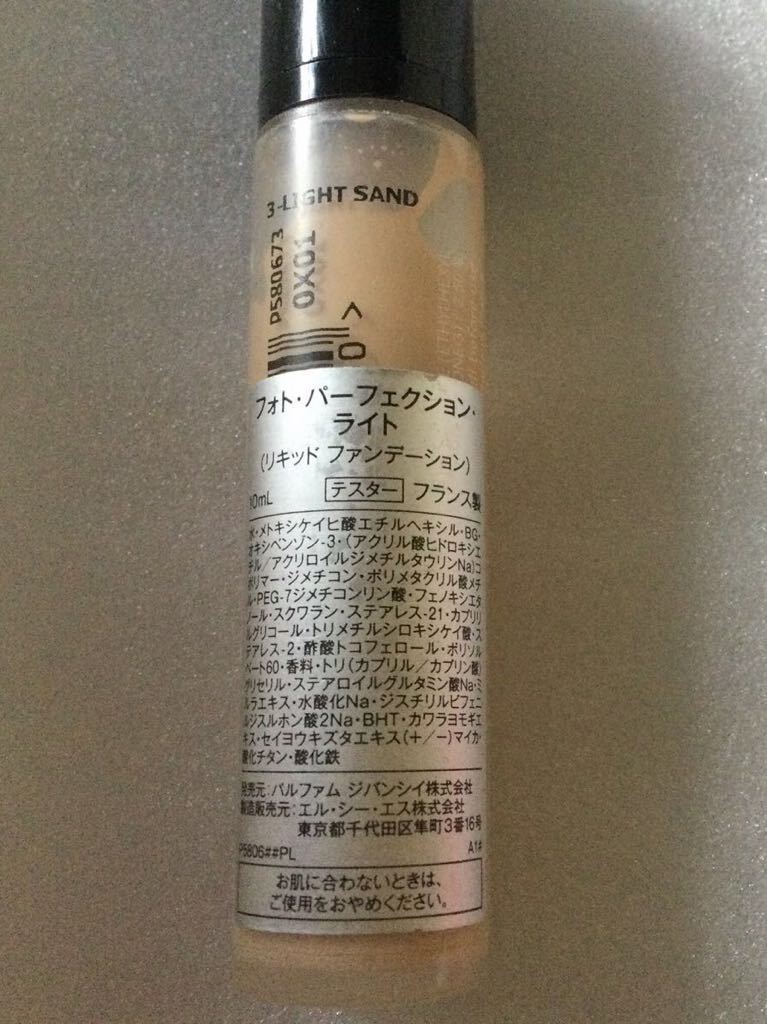 3-LIGHT SAND
P580673
0X01
フォト・パーフェクション・
ライト
(リキッド ファンデーション)
10mL テスター フランス製
水・メトキシケイヒ酸エチルヘキシル・BG・
オキシベンゾン-3・(アクリル酸ヒドロキシエ
チル/アクリロイルジメチルタウリンNa)コ
ポリマー・ジメチコン・ポリメタクリル酸メチ
ル・PEG-7ジメチコンリン酸・フェノキシエタ
ノール・スクワラン・ステアレス-21・カプリリ
ルグリコール・トリメチルシロキシケイ酸・ス
テアレス-2・酢酸トコフェロール・ポリソル
ベート60・香料・トリ(カプリル/カプリン酸)
グリセリル・ステアロイルグルタミン酸Na・ミ
ルラエキス・水酸化Na・ジスチリルビフェニ
ルジスルホン酸2Na・BHT・カワラヨモギエ
キス・セイヨウキズタエキス(+/−)マイカ・
酸化チタン・酸化鉄
発売元:パルファム ジバンシイ株式会社
製造販売元:エル・シー・エス株式会社
東京都千代田区隼町3番16号
P5806##PL A1#
お肌に合わないときは、
ご使用をおやめください。